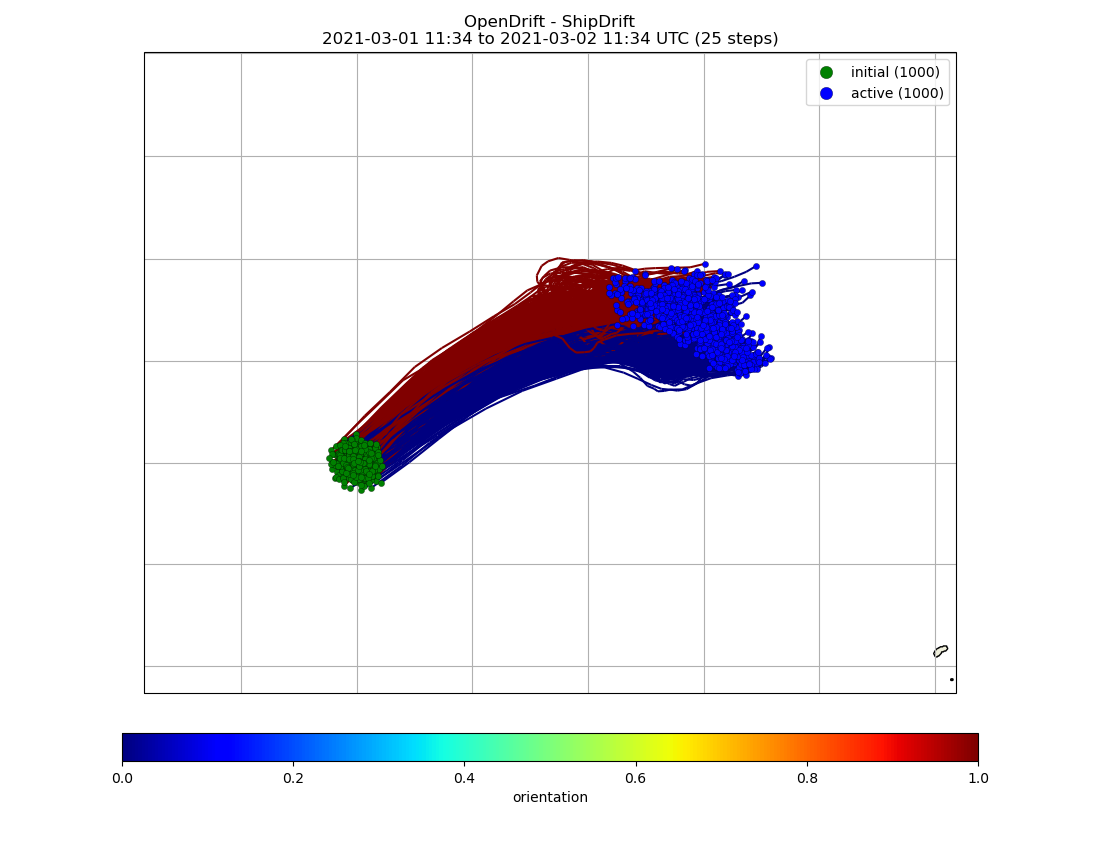 OpenDrift - ShipDrift
2021-03-01 11:34 to 2021-03-02 11:34 UTC (25 steps)
initial (1000)
active (1000)
0.0 0.2 0.4 0.6 0.8 1.0
orientation